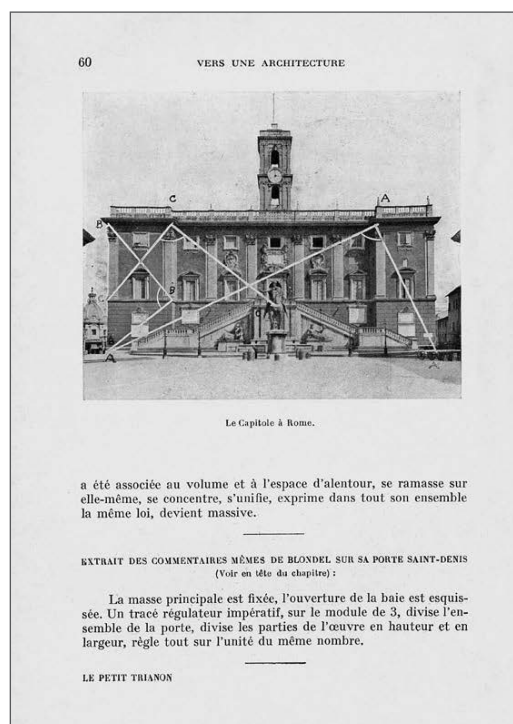 60
VERS UNE ARCHITECTURE
C
A
B
C
B
C
A
A
Le Capitole à Rome.
a été associée au volume et à l'espace d'alentour, se ramasse sur
elle-même, se concentre, s'unifie, exprime dans tout son ensemble
la même loi, devient massive.
EXTRAIT DES COMMENTAIRES MÊMES DE BLONDEL SUR SA PORTE SAINT-DENIS
(Voir en tête du chapitre) :
La masse principale est fixée, l'ouverture de la baie est esquis-
sée. Un tracé régulateur impératif, sur le module de 3, divise l'en-
semble de la porte, divise les parties de l'œuvre en hauteur et en
largeur, règle tout sur l'unité du même nombre.
LE PETIT TRIANON